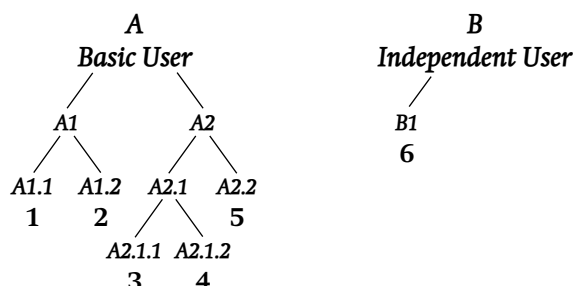 A B
Basic User Independent User
A1 A2 B1
6
A1.1 A1.2 A2.1 A2.2
1 2 5
A2.1.1 A2.1.2
3 4